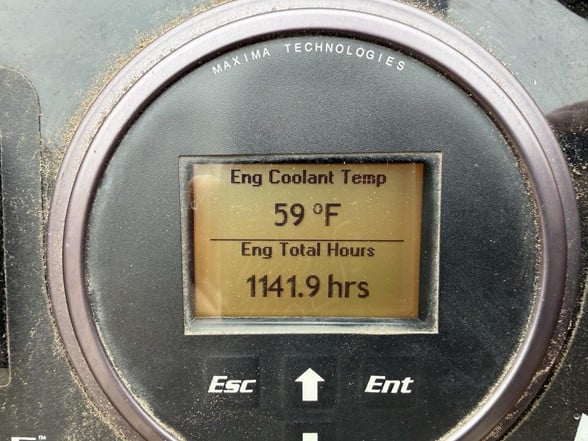 MAXIMA TECHNOLOGIES
Eng Coolant Temp
59 °F
Eng Total Hours
1141.9 hrs
Esc Ent